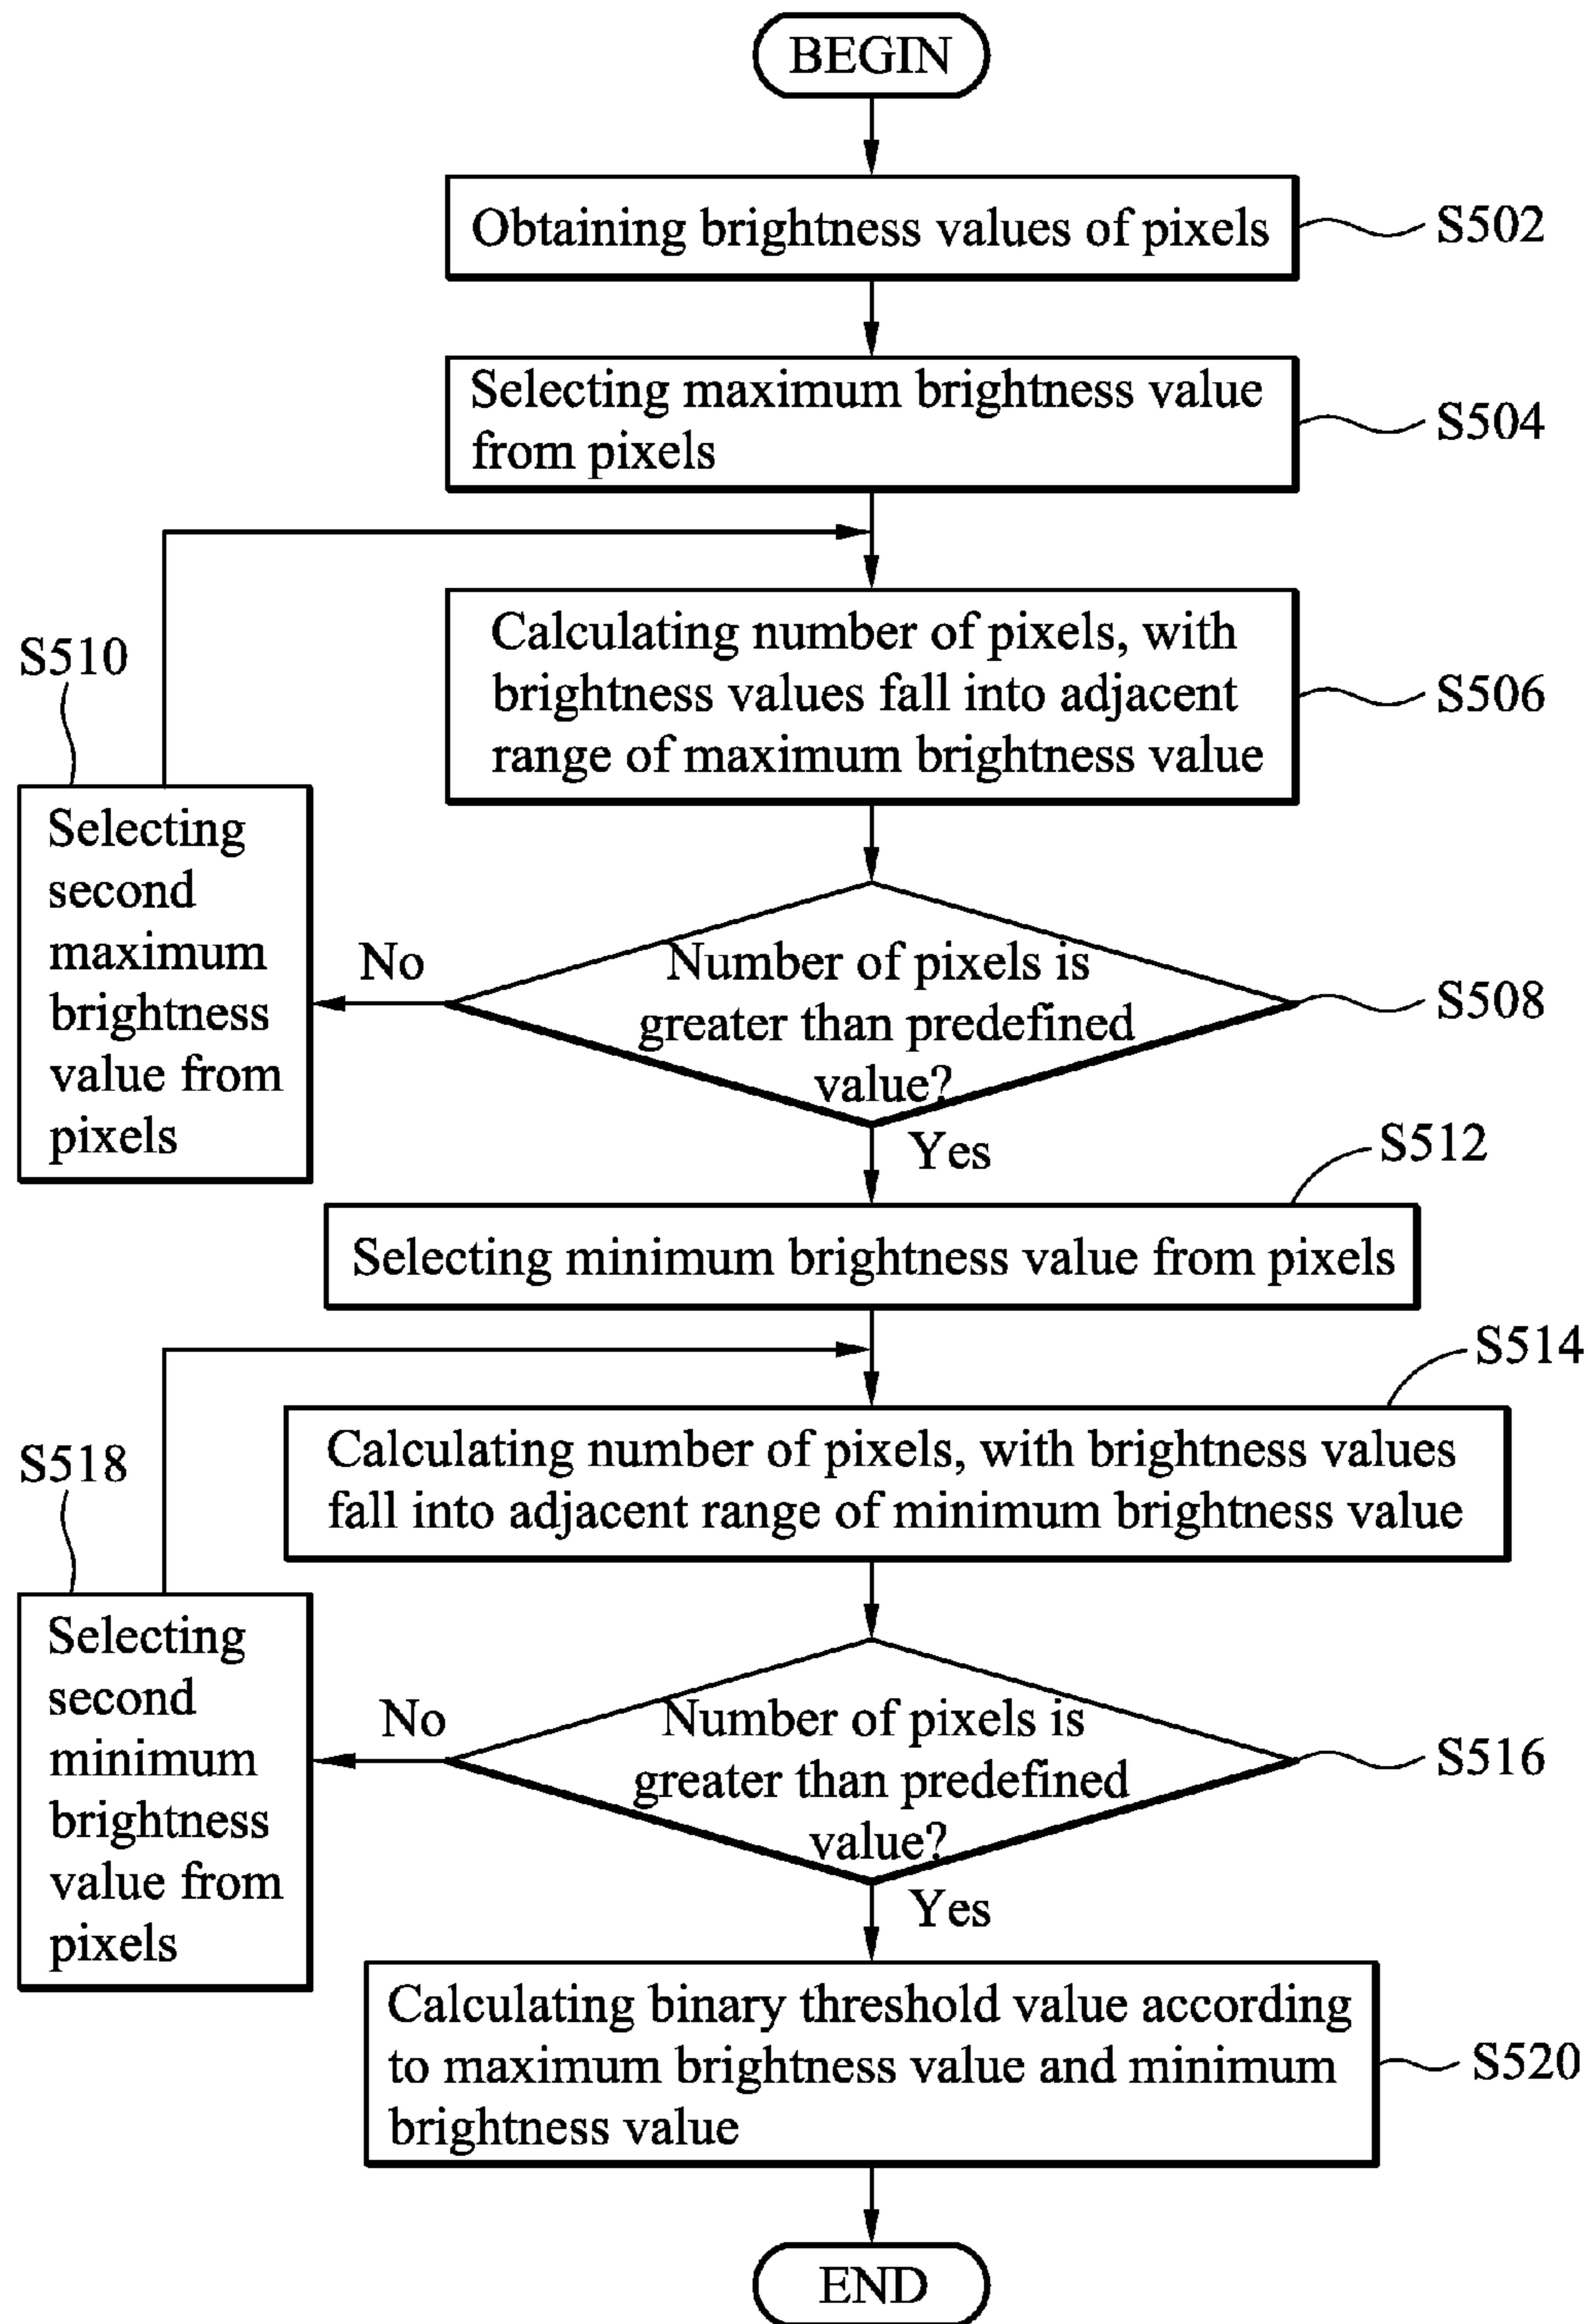 BEGIN
Obtaining brightness values of pixels
S502
Selecting maximum brightness value
from pixels
S504
Calculating number of pixels, with
brightness values fall into adjacent
range of maximum brightness value
S506
S510
Selecting
second
maximum
brightness
value from
pixels
No
Number of pixels is
greater than predefined
value?
S508
Yes
S512
Selecting minimum brightness value from pixels
S514
Calculating number of pixels, with brightness values
fall into adjacent range of minimum brightness value
S518
Selecting
second
minimum
brightness
value from
pixels
No
Number of pixels is
greater than predefined
value?
S516
Yes
Calculating binary threshold value according
to maximum brightness value and minimum
brightness value
S520
END